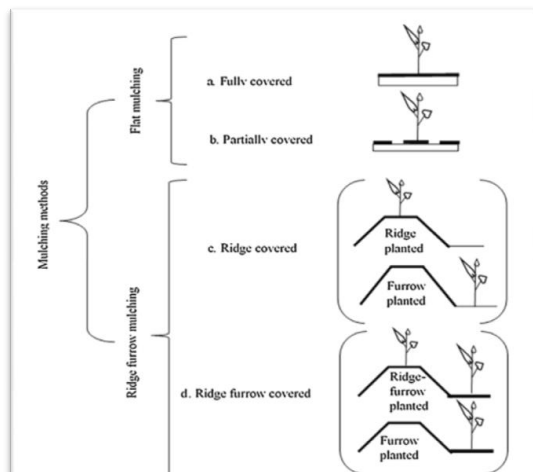 Mulching methods
Flat mulching
a. Fully covered
b. Partially covered
Ridge furrow mulching
c. Ridge covered
Ridge
planted
Furrow
planted
d. Ridge furrow covered
Ridge-
furrow
planted
Furrow
planted